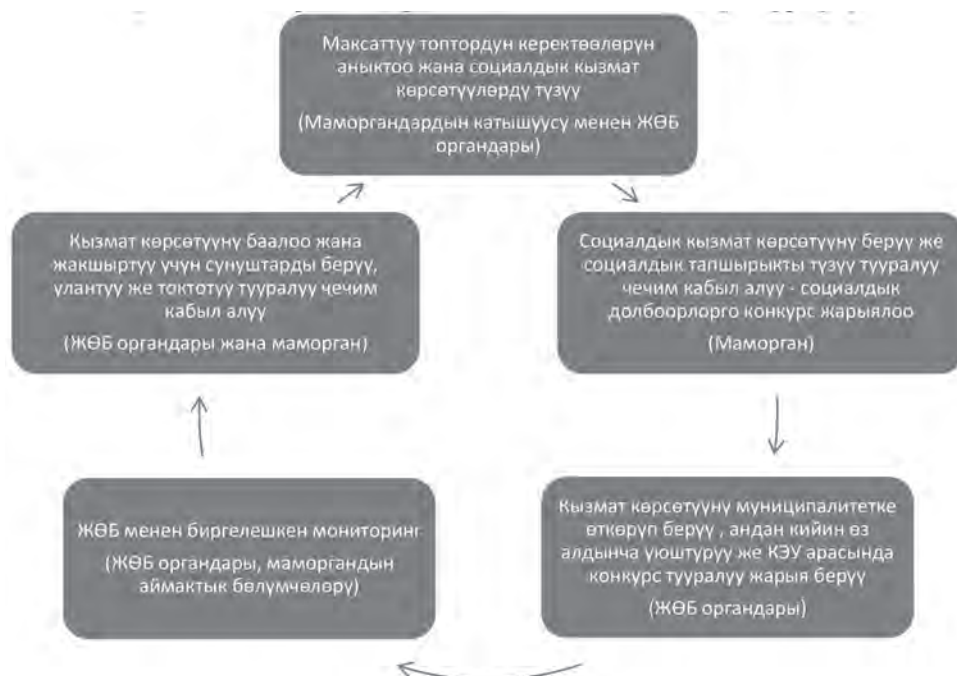 Максаттуу топтордун керектөөлөрүн
аныктоо жана социалдык кызмат
көрсөтүүлөрдү түзүү
(Маморгандардын катышуусу менен ЖӨБ
органдары)
Социалдык кызмат көрсөтүүнү берүү же
социалдык тапшырыкты түзүү тууралуу
чечим кабыл алуу - социалдык
долбоорлорго конкурс жарыялоо
(Маморган)
Кызмат көрсөтүүнү муниципалитетке
өткөрүп берүү , андан кийин өз
алдынча уюштуруу же КЭУ арасында
конкурс тууралуу жарыя берүү
(ЖӨБ органдары)
ЖӨБ менен биргелешкен мониторинг
(ЖӨБ органдары, маморгандын
аймактык бөлүмчөлөрү)
Кызмат көрсөтүүнү баалоо жана
жакшыртуу үчүн сунуштарды берүү,
улантуу же токтотуу тууралуу чечим
кабыл алуу
(ЖӨБ органдары жана маморган)